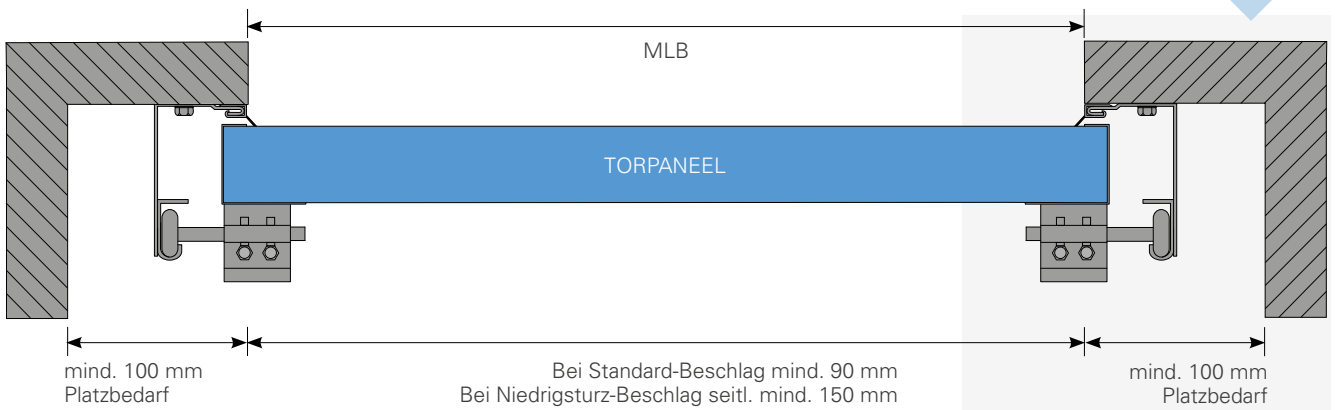 MLB
TORPANEEL
mind. 100 mm
Platzbedarf
Bei Standard-Beschlag mind. 90 mm
Bei Niedrigsturz-Beschlag seitl. mind. 150 mm
mind. 100 mm
Platzbedarf